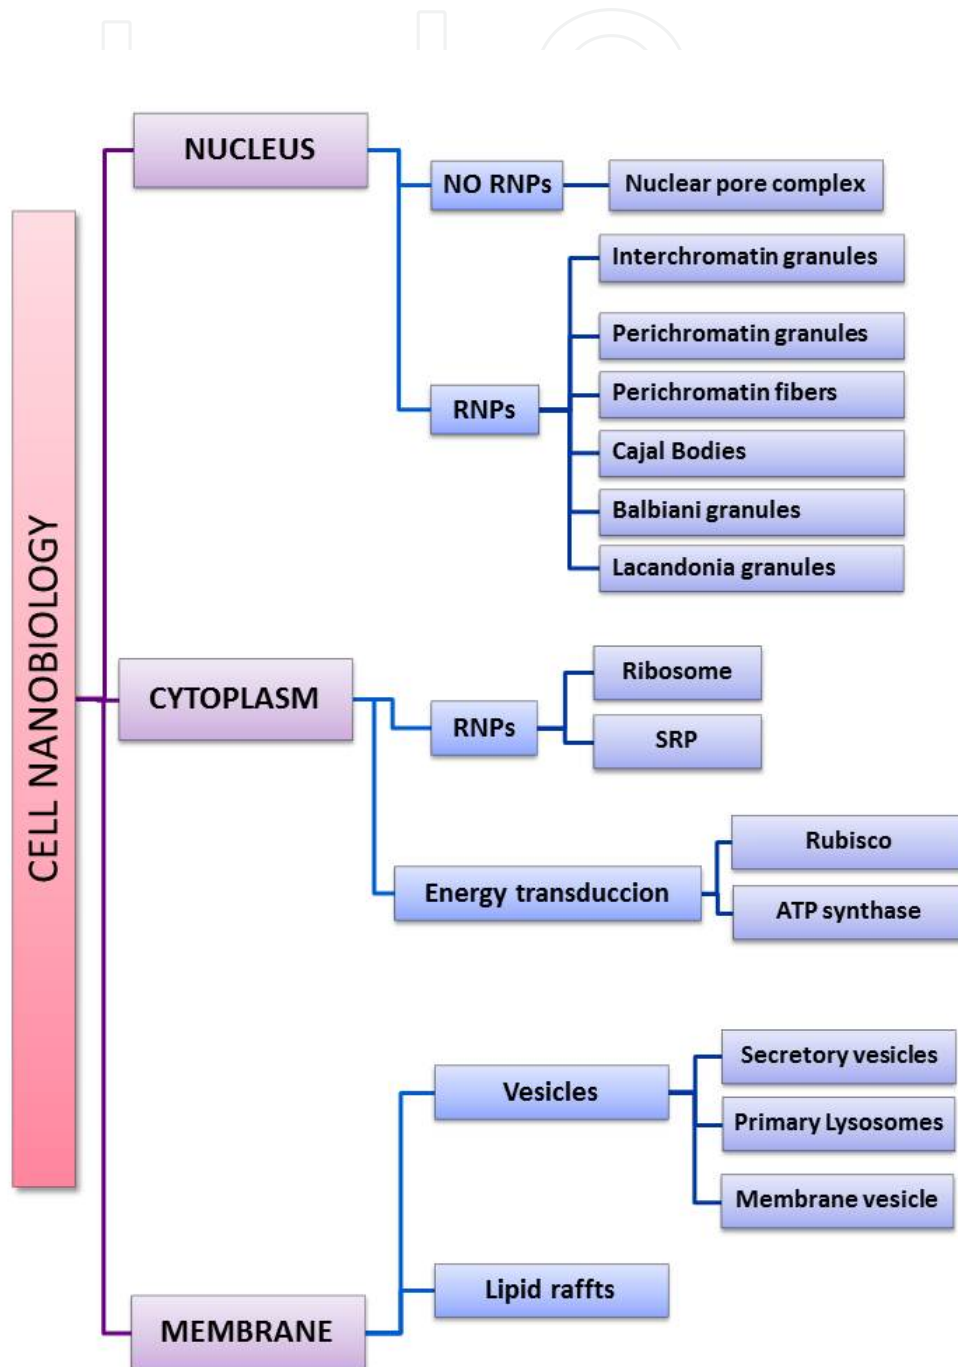 CELL NANOBIOLOGY
NUCLEUS
NO RNPs
Nuclear pore complex
RNPs
Interchromatin granules
Perichromatin granules
Perichromatin fibers
Cajal Bodies
Balbiani granules
Lacandonia granules
CYTOPLASM
RNPs
Ribosome
SRP
Energy transduccion
Rubisco
ATP synthase
MEMBRANE
Vesicles
Secretory vesicles
Primary Lysosomes
Membrane vesicle
Lipid raffts